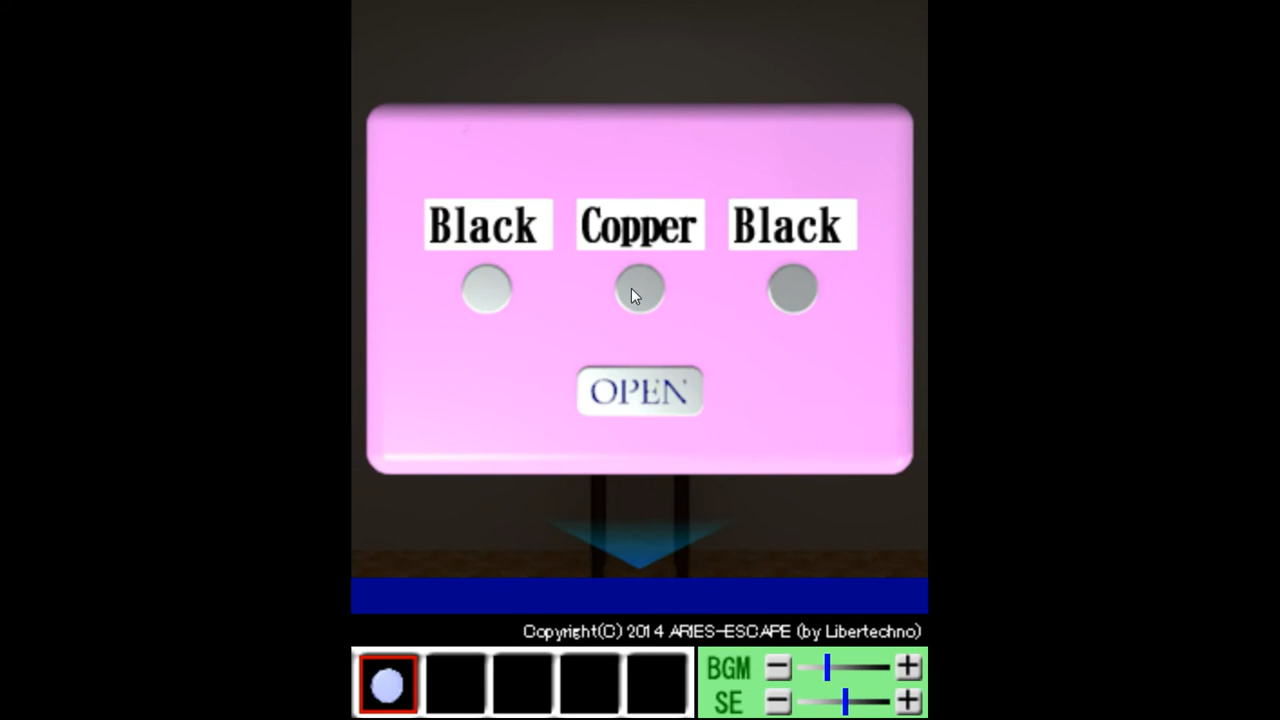 Black Copper Black
OPEN
Copyright(C) 2014 ARIES-ESCAPE (by Libertechno)
BGM
SE